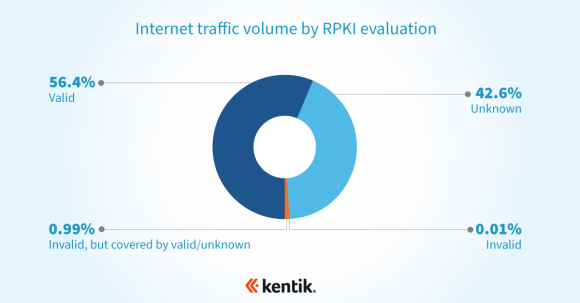 Internet traffic volume by RPKI evaluation
56.4%
Valid
42.6%
Unknown
0.99%
Invalid, but covered by valid/unknown
0.01%
Invalid
kentik.